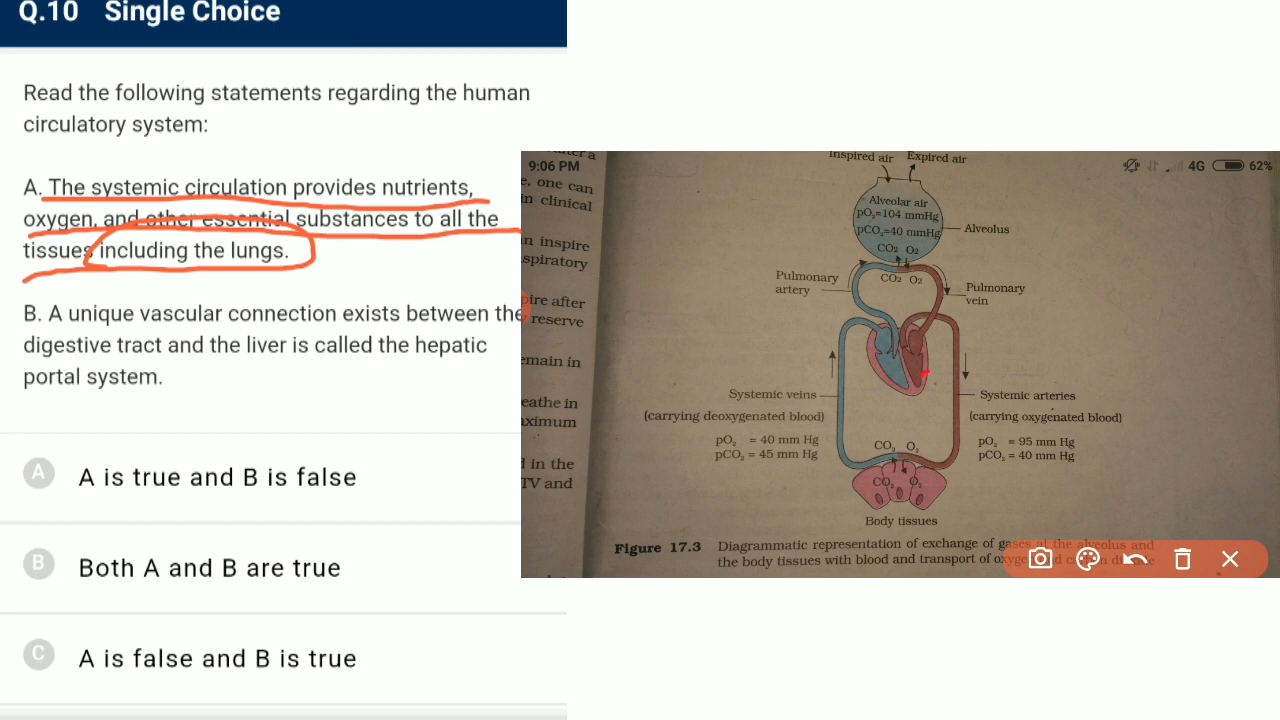 Q.10 Single Choice
Read the following statements regarding the human
circulatory system:
A. The systemic circulation provides nutrients,
oxygen, and other essential substances to all the
tissues including the lungs.
B. A unique vascular connection exists between the
digestive tract and the liver is called the hepatic
portal system.
A
A is true and B is false
B
Both A and B are true
C
A is false and B is true
9:06 PM
4G
62%
one can
in clinical
inspire
spiratory
after
reserve
in
in
in the
TV and
Inspired air Expired air
Alveolar air
pO₂=104 mmHg
pCO₂=40 mmHg
Alveolus
CO2 O2
CO2 O2
Pulmonary
artery
Pulmonary
vein
Systemic veins
(carrying deoxygenated blood)
pO₂ = 40 mm Hg
pCO₂ = 45 mm Hg
Systemic arteries
(carrying oxygenated blood)
pO₂ = 95 mm Hg
pCO₂ = 40 mm Hg
CO₂ O₂
CO₂ O₂
Body tissues
Figure 17.3 Diagrammatic representation of exchange of gases at the alveolus and
the body tissues with blood and transport of